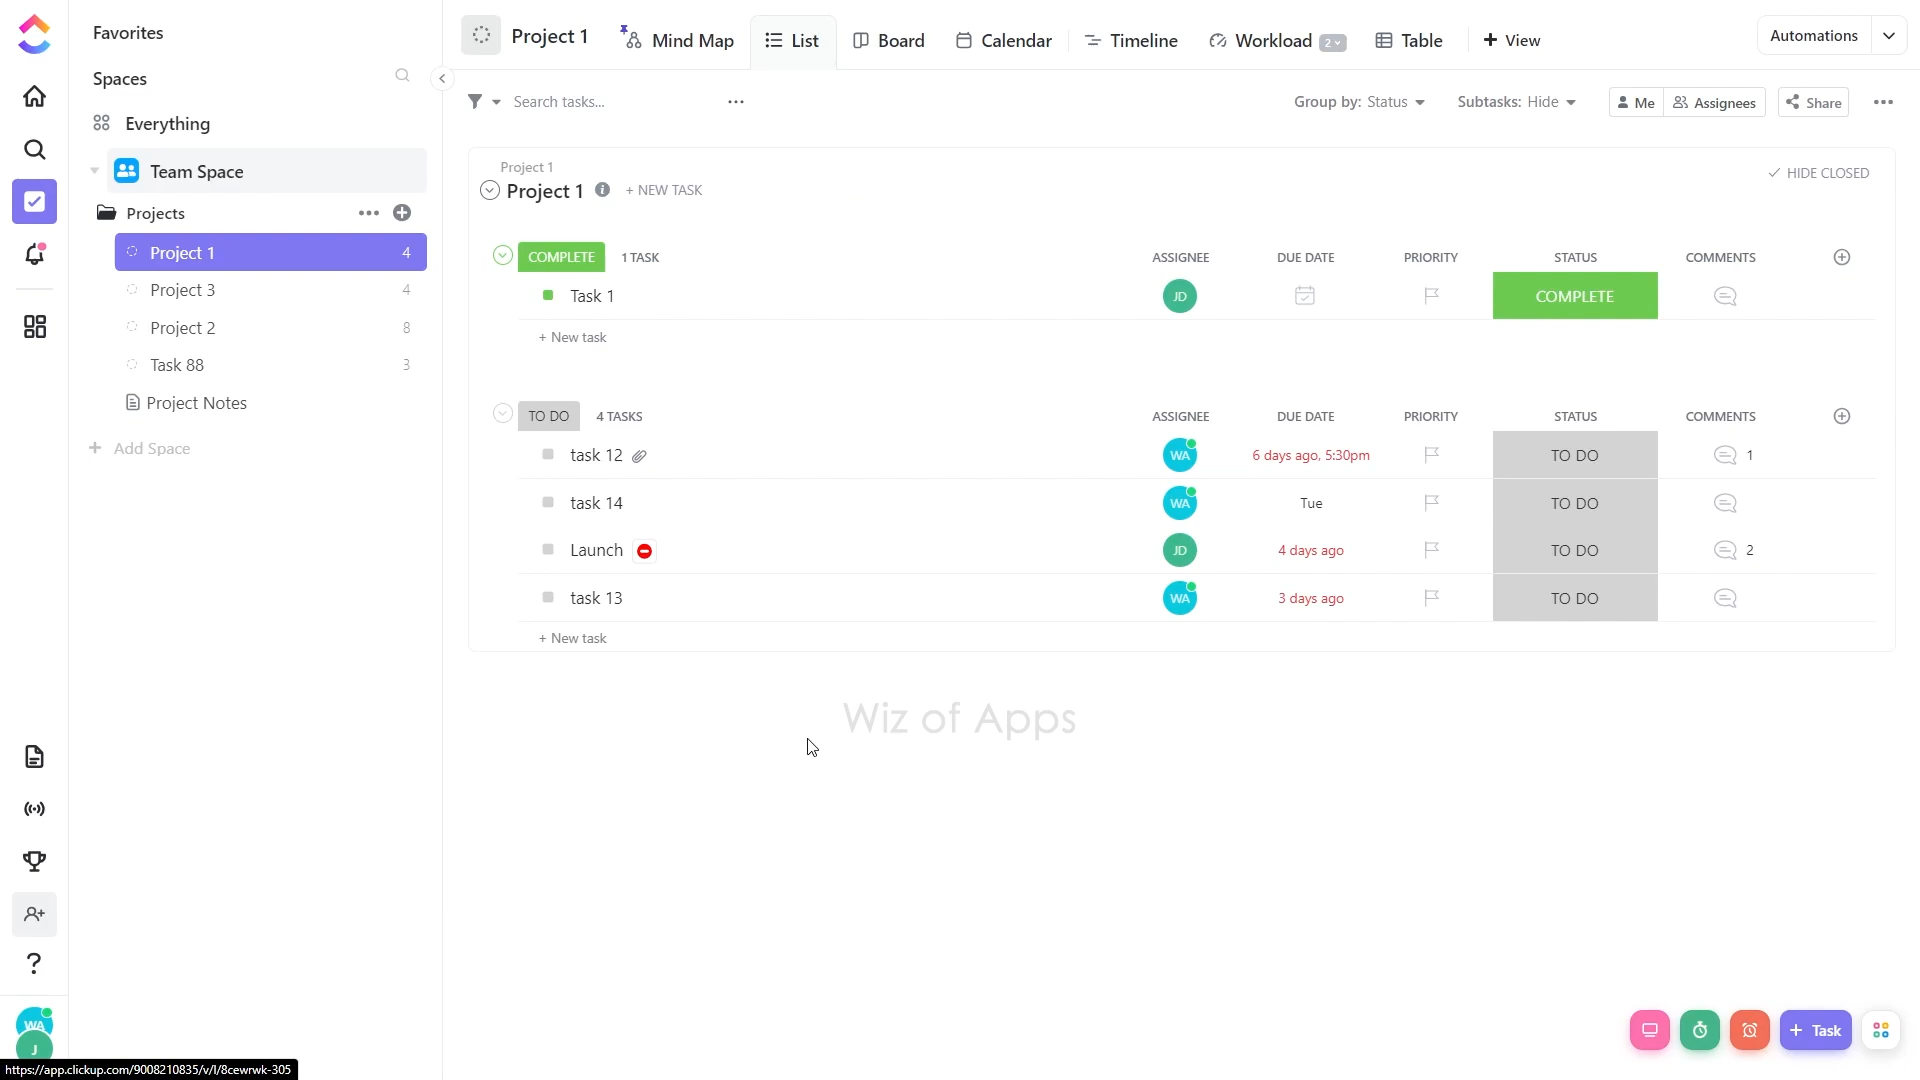 Favorites
Spaces
Everything
Team Space
Projects
Project 1 4
Project 3 4
Project 2 8
Task 88 3
Project Notes
+ Add Space
WA
J
https://app.clickup.com/9008210835/v/l/8cewrwk-305
Project 1 Mind Map List Board Calendar Timeline Workload 2 Table + View Automations
Search tasks... Group by: Status Subtasks: Hide Me Assignees Share
Project 1
Project 1 + NEW TASK HIDE CLOSED
COMPLETE 1 TASK ASSIGNEE DUE DATE PRIORITY STATUS COMMENTS
Task 1 JD COMPLETE
+ New task
TO DO 4 TASKS ASSIGNEE DUE DATE PRIORITY STATUS COMMENTS
task 12 WA 6 days ago, 5:30pm TO DO 1
task 14 WA Tue TO DO
Launch JD 4 days ago TO DO 2
task 13 WA 3 days ago TO DO
+ New task
Wiz of Apps
+ Task